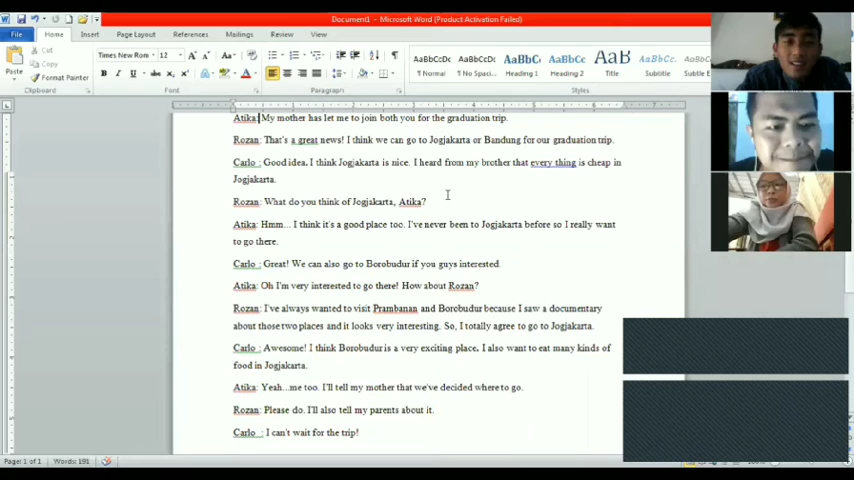 Document1 - Microsoft Word (Product Activation Failed)
File Home Insert Page Layout References Mailings Review View
Cut
Copy
Paste
Format Painter
Times New Rom 12
AaBbCcDc AaBbCcDc AaBbCc AaBbCc AaB AaBbCc. AaBbCcDc
¶ Normal ¶ No Spaci... Heading 1 Heading 2 Title Subtitle
Clipboard Font Paragraph Styles
Atika: My mother has let me to join both you for the graduation trip.
Rozan: That's a great news! I think we can go to Jogjakarta or Bandung for our graduation trip.
Carlo : Good idea. I think Jogjakarta is nice. I heard from my brother that every thing is cheap in
Jogjakarta.
Rozan: What do you think of Jogjakarta, Atika?
Atika: Hmm... I think it's a good place too. I've never been to Jogjakarta before so I really want
to go there.
Carlo : Great! We can also go to Borobudur if you guys interested.
Atika: Oh I'm very interested to go there! How about Rozan?
Rozan: I've always wanted to visit Prambanan and Borobudur because I saw a documentary
about those two places and it looks very interesting. So, I totally agree to go to Jogjakarta.
Carlo : Awesome! I think Borobudur is a very exciting place. I also want to eat many kinds of
food in Jogjakarta.
Atika: Yeah...me too. I'll tell my mother that we've decided where to go.
Rozan: Please do. I'll also tell my parents about it.
Carlo : I can't wait for the trip!
Page: 1 of 1 Words: 191